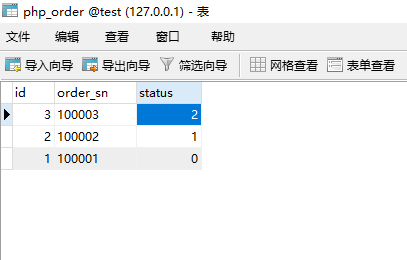 php_order @test (127.0.0.1) - 表
文件 编辑 查看 窗口 帮助
导入向导 导出向导 筛选向导 网格查看 表单查看
id order_sn status
3 100003 2
2 100002 1
1 100001 0